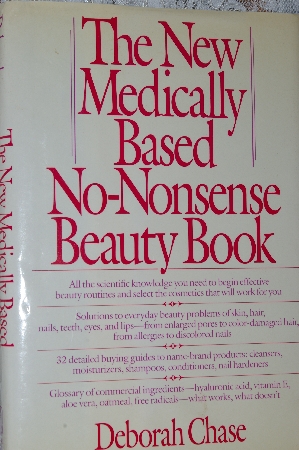 The New
Medically
Based
No-Nonsense
Beauty Book
All the scientific knowledge you need to begin effective
beauty routines and select the cosmetics that will work for you
Solutions to everyday beauty problems of skin, hair,
nails, teeth, eyes, and lips—from enlarged pores to color-damaged hair,
from allergies to discolored nails
32 detailed buying guides to name-brand products: cleansers,
moisturizers, shampoos, conditioners, nail hardeners
Glossary of commercial ingredients—hyaluronic acid, vitamin E,
aloe vera, oatmeal, free radicals—what works, what doesn't
Deborah Chase
The New Medically Based